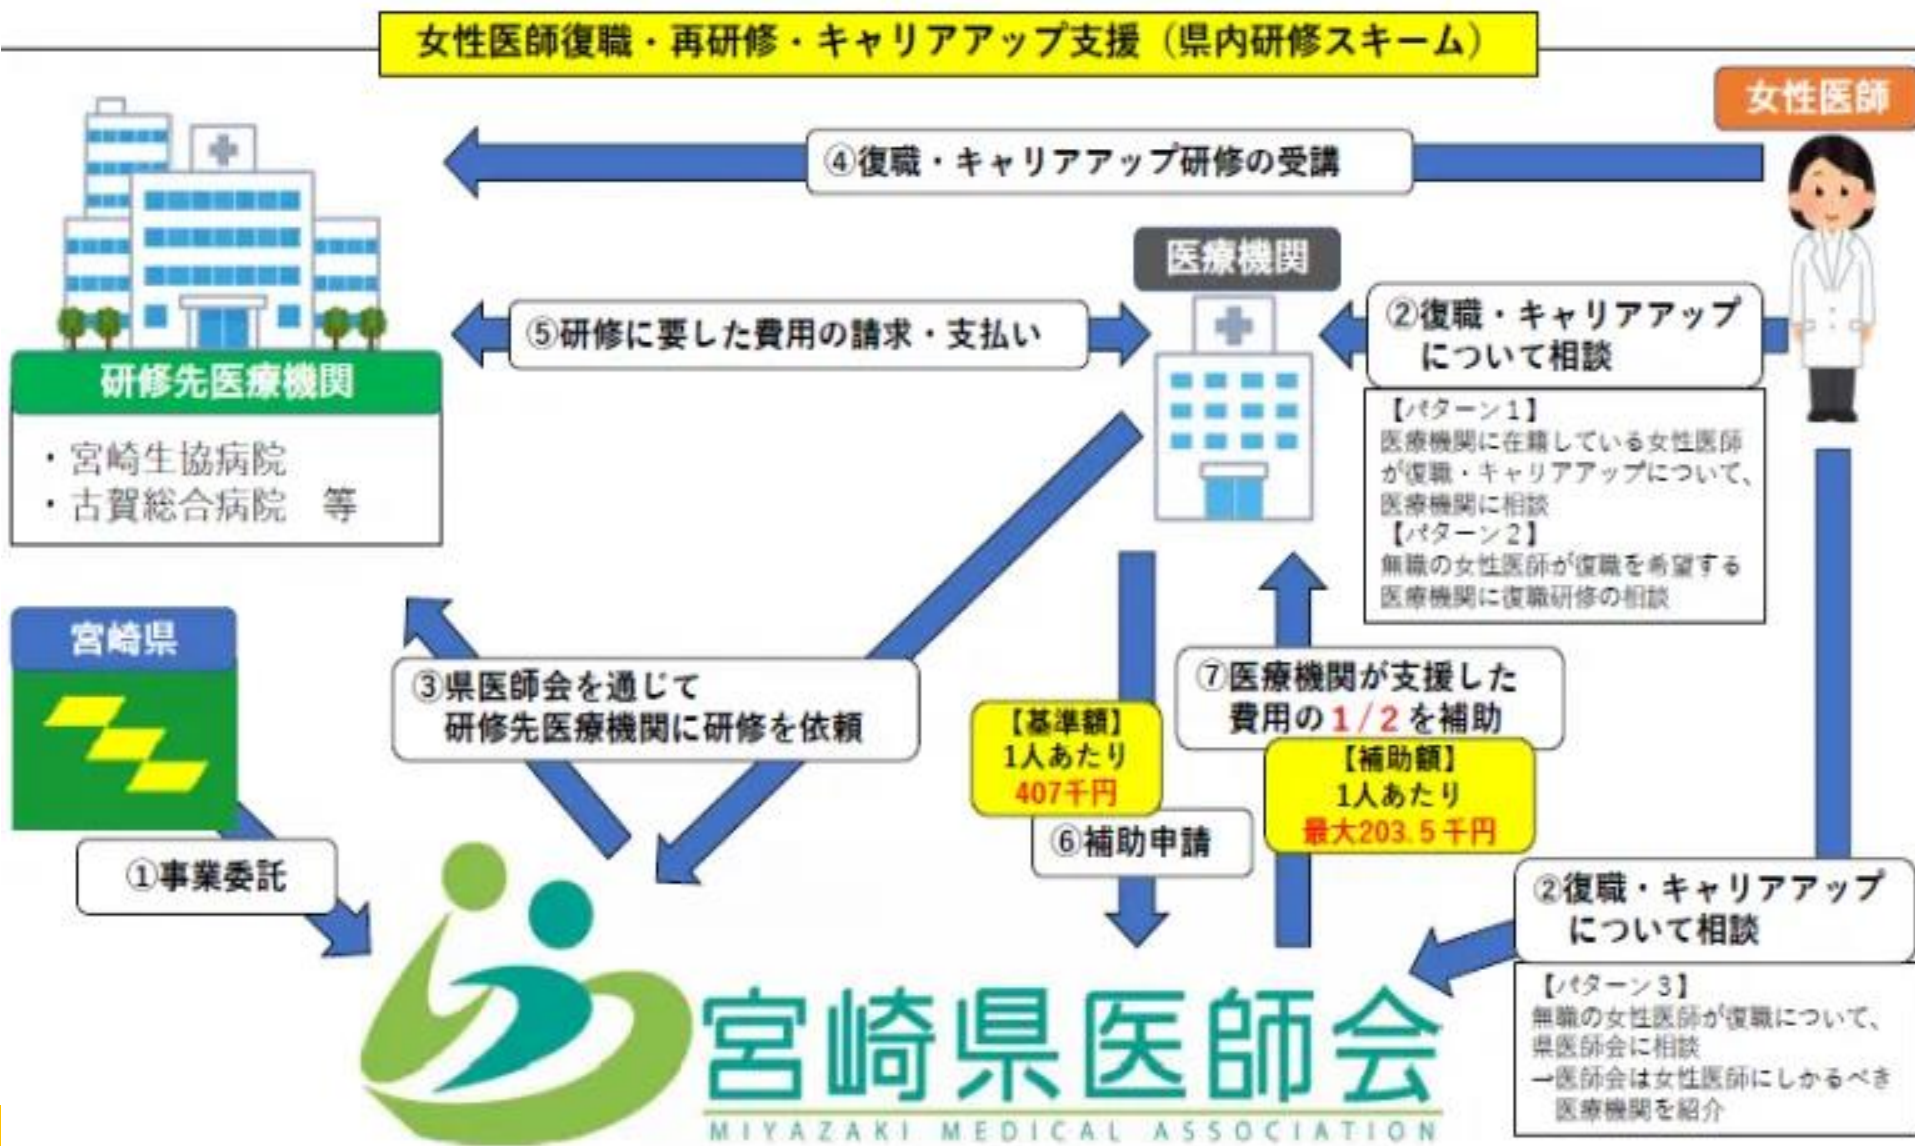 女性医師復職・再研修・キャリアアップ支援（県内研修スキーム）
女性医師
④復職・キャリアアップ研修の受講
医療機関
②復職・キャリアアップ
について相談
⑤研修に要した費用の請求・支払い
研修先医療機関
・宮崎生協病院
・古賀総合病院　等
【パターン１】
医療機関に在籍している女性医師
が復職・キャリアアップについて、
医療機関に相談
【パターン２】
無職の女性医師が復職を希望する
医療機関に復職研修の相談
宮崎県
③県医師会を通じて
研修先医療機関に研修を依頼
⑦医療機関が支援した
費用の１/２を補助
【基準額】
1人あたり
407千円
【補助額】
1人あたり
最大203.5千円
⑥補助申請
①事業委託
②復職・キャリアアップ
について相談
【パターン３】
無職の女性医師が復職について、
県医師会に相談
→医師会は女性医師にしかるべき
医療機関を紹介
宮崎県医師会
MIYAZAKI MEDICAL ASSOCIATION